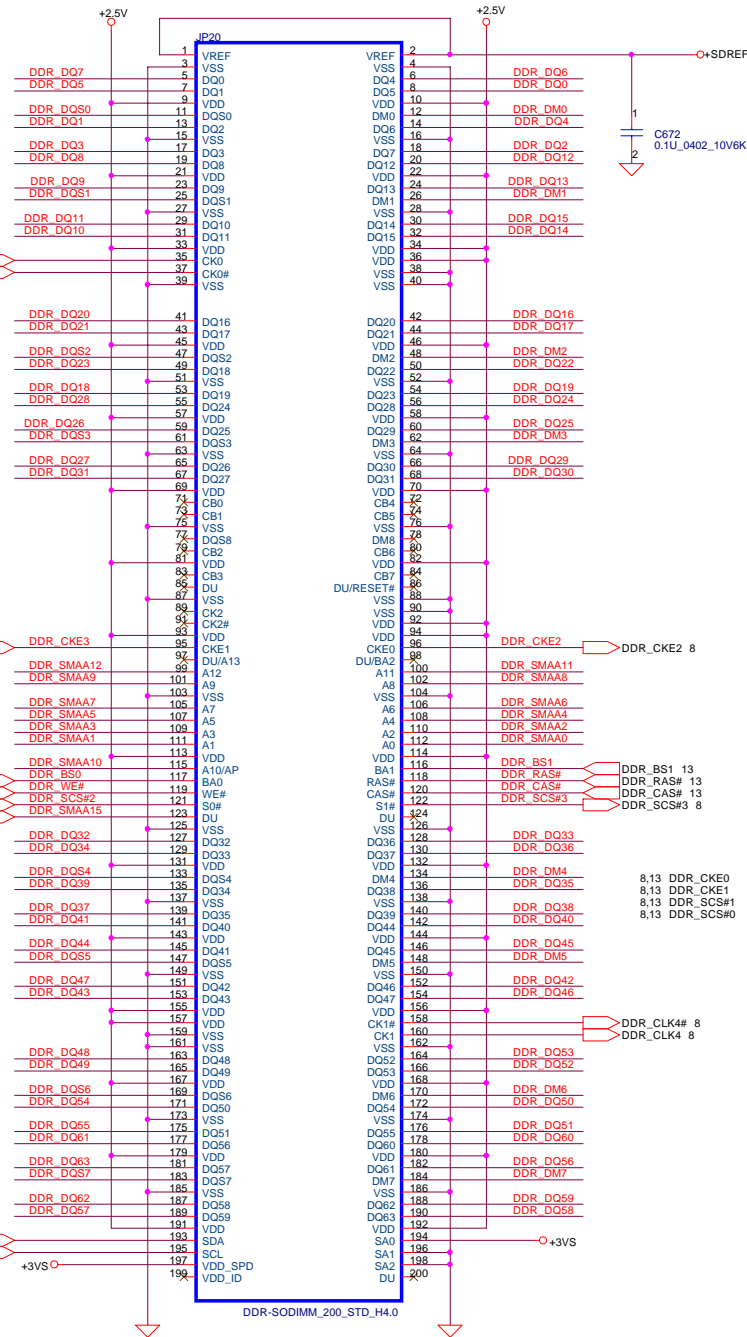 +2.5V +2.5V
JP20
1 VREF VREF 2 +SDREF
3 VSS VSS 4
DDR_DQ7 5 DQ0 DQ4 6 DDR_DQ6
DDR_DQ5 7 DQ1 DQ5 8 DDR_DQ0
9 VDD VDD 10
DDR_DQS0 11 DQS0 DM0 12 DDR_DM0 1
DDR_DQ1 13 DQ2 DQ6 14 DDR_DQ4 C672
15 VSS VSS 16 0.1U_0402_10V6K
DDR_DQ3 17 DQ3 DQ7 18 DDR_DQ2 2
DDR_DQ8 19 DQ8 DQ12 20 DDR_DQ12
21 VDD VDD 22
DDR_DQ9 23 DQ9 DQ13 24 DDR_DQ13
DDR_DQS1 25 DQS1 DM1 26 DDR_DM1
27 VSS VSS 28
DDR_DQ11 29 DQ10 DQ14 30 DDR_DQ15
DDR_DQ10 31 DQ11 DQ15 32 DDR_DQ14
33 VDD VDD 34
35 CK0 VDD 36
37 CK0# VSS 38
39 VSS VSS 40
DDR_DQ20 41 DQ16 DQ20 42 DDR_DQ16
DDR_DQ21 43 DQ17 DQ21 44 DDR_DQ17
45 VDD VDD 46
DDR_DQS2 47 DQS2 DM2 48 DDR_DM2
DDR_DQ23 49 DQ18 DQ22 50 DDR_DQ22
51 VSS VSS 52
DDR_DQ18 53 DQ19 DQ23 54 DDR_DQ19
DDR_DQ28 55 DQ24 DQ28 56 DDR_DQ24
57 VDD VDD 58
DDR_DQ26 59 DQ25 DQ29 60 DDR_DQ25
DDR_DQS3 61 DQS3 DM3 62 DDR_DM3
63 VSS VSS 64
DDR_DQ27 65 DQ26 DQ30 66 DDR_DQ29
DDR_DQ31 67 DQ27 DQ31 68 DDR_DQ30
69 VDD VDD 70
71 CB0 CB4 72
73 CB1 CB5 74
75 VSS VSS 76
77 DQS8 DM8 78
79 CB2 CB6 80
81 VDD VDD 82
83 CB3 CB7 84
85 DU DU/RESET# 86
87 VSS VSS 88
89 CK2 VSS 90
91 CK2# VDD 92
93 VDD VDD 94
DDR_CKE3 95 CKE1 CKE0 96 DDR_CKE2 DDR_CKE2 8
97 DU/A13 DU/BA2 98
DDR_SMAA12 99 A12 A11 100 DDR_SMAA11
DDR_SMAA9 101 A9 A8 102 DDR_SMAA8
103 VSS VSS 104
DDR_SMAA7 105 A7 A6 106 DDR_SMAA6
DDR_SMAA5 107 A5 A4 108 DDR_SMAA4
DDR_SMAA3 109 A3 A2 110 DDR_SMAA2
DDR_SMAA1 111 A1 A0 112 DDR_SMAA0
113 VDD VDD 114
DDR_SMAA10 115 A10/AP BA1 116 DDR_BS1 DDR_BS1 13
DDR_BS0 117 BA0 RAS# 118 DDR_RAS# DDR_RAS# 13
DDR_WE# 119 WE# CAS# 120 DDR_CAS# DDR_CAS# 13
DDR_SCS#2 121 S0# S1# 122 DDR_SCS#3 DDR_SCS#3 8
DDR_SMAA15 123 DU DU 124
125 VSS VSS 126
DDR_DQ32 127 DQ32 DQ36 128 DDR_DQ33
DDR_DQ34 129 DQ33 DQ37 130 DDR_DQ36
131 VDD VDD 132
DDR_DQS4 133 DQS4 DM4 134 DDR_DM4 8,13 DDR_CKE0
DDR_DQ39 135 DQ34 DQ38 136 DDR_DQ35 8,13 DDR_CKE1
137 VSS VSS 138 8,13 DDR_SCS#1
DDR_DQ37 139 DQ35 DQ39 140 DDR_DQ38 8,13 DDR_SCS#0
DDR_DQ41 141 DQ40 DQ44 142 DDR_DQ40
143 VDD VDD 144
DDR_DQ44 145 DQ41 DQ45 146 DDR_DQ45
DDR_DQS5 147 DQS5 DM5 148 DDR_DM5
149 VSS VSS 150
DDR_DQ47 151 DQ42 DQ46 152 DDR_DQ42
DDR_DQ43 153 DQ43 DQ47 154 DDR_DQ46
155 VDD VDD 156
157 VDD CK1# 158 DDR_CLK4# 8
159 VSS CK1 160 DDR_CLK4 8
161 VSS VSS 162
DDR_DQ48 163 DQ48 DQ52 164 DDR_DQ53
DDR_DQ49 165 DQ49 DQ53 166 DDR_DQ52
167 VDD VDD 168
DDR_DQS6 169 DQS6 DM6 170 DDR_DM6
DDR_DQ54 171 DQ50 DQ54 172 DDR_DQ50
173 VSS VSS 174
DDR_DQ55 175 DQ51 DQ55 176 DDR_DQ51
DDR_DQ61 177 DQ56 DQ60 178 DDR_DQ60
179 VDD VDD 180
DDR_DQ63 181 DQ57 DQ61 182 DDR_DQ56
DDR_DQS7 183 DQS7 DM7 184 DDR_DM7
185 VSS VSS 186
DDR_DQ62 187 DQ58 DQ62 188 DDR_DQ59
DDR_DQ57 189 DQ59 DQ63 190 DDR_DQ58
191 VDD VDD 192
193 SDA SA0 194 +3VS
195 SCL SA1 196
+3VS 197 VDD_SPD SA2 198
199 VDD_ID DU 200
DDR-SODIMM_200_STD_H4.0